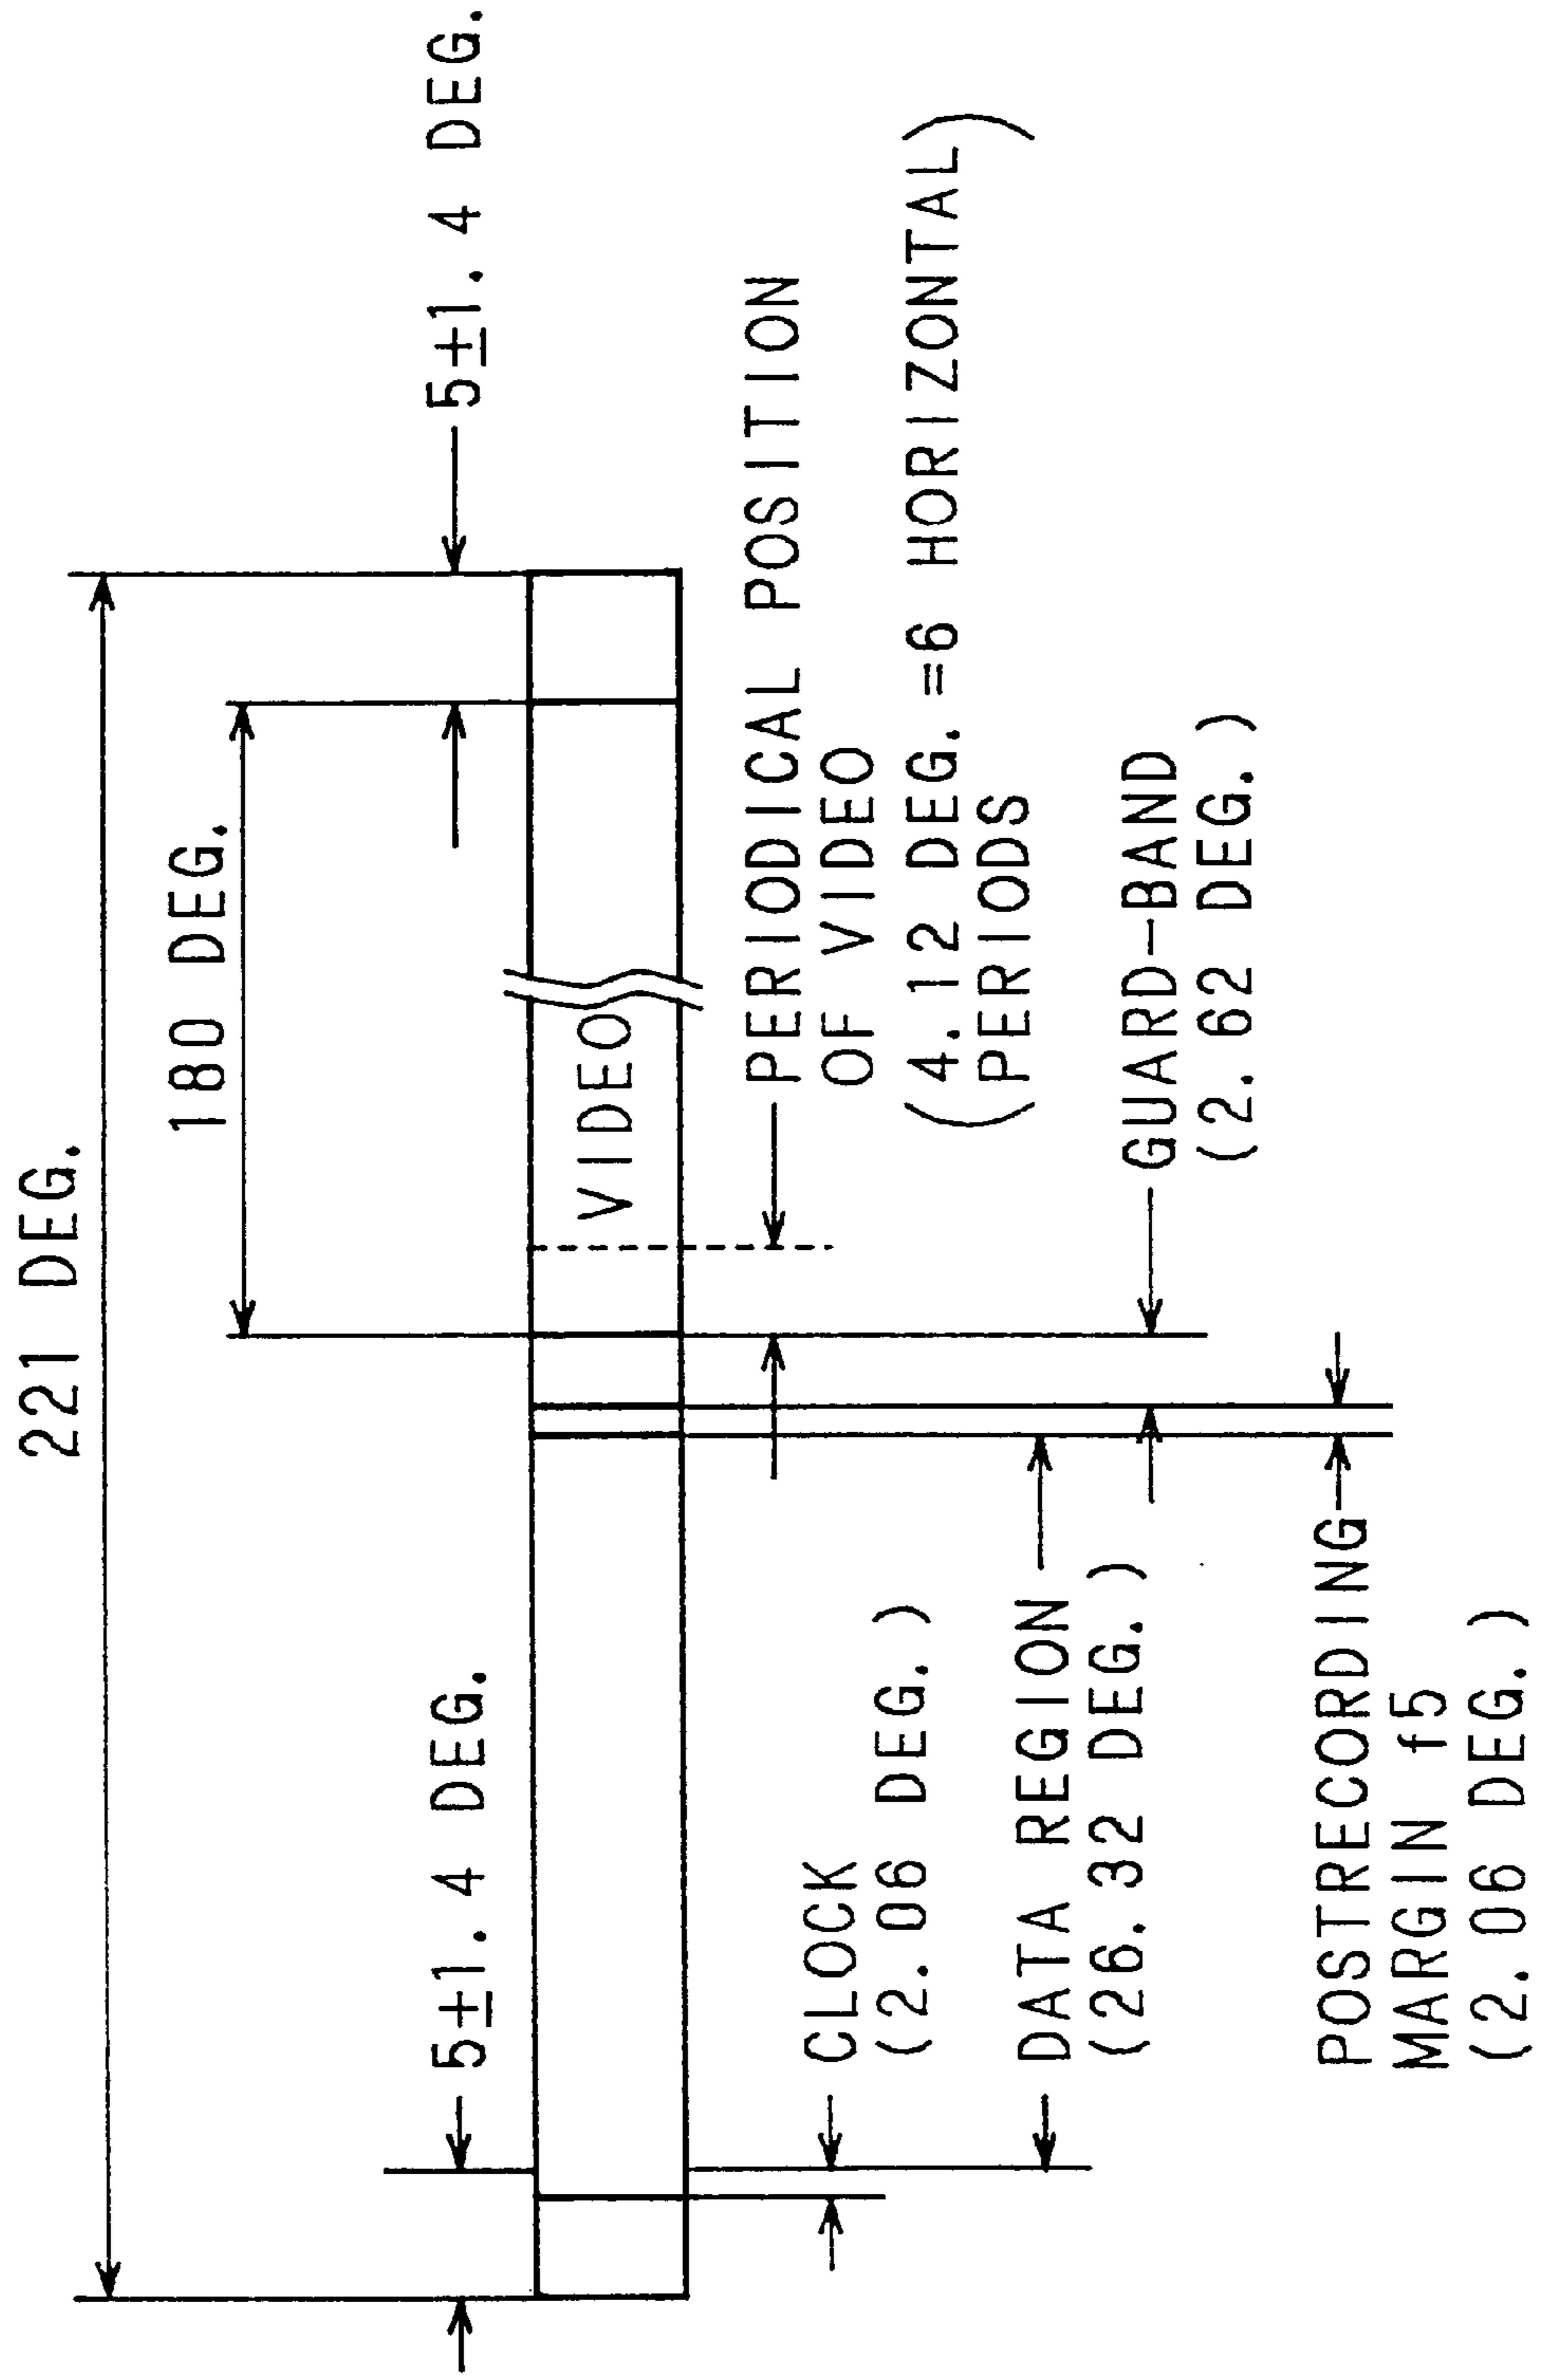 221 DEG.
180 DEG.
5±1.4 DEG.
5±1.4 DEG.
VIDEO
CLOCK
(2.06 DEG.)
PERIODICAL POSITION
OF VIDEO
(4.12 DEG.=6 HORIZONTAL)
PERIODS
DATA REGION
(26.32 DEG.)
GUARD-BAND
(2.62 DEG.)
POSTRECORDING
MARGIN f5
(2.06 DEG.)